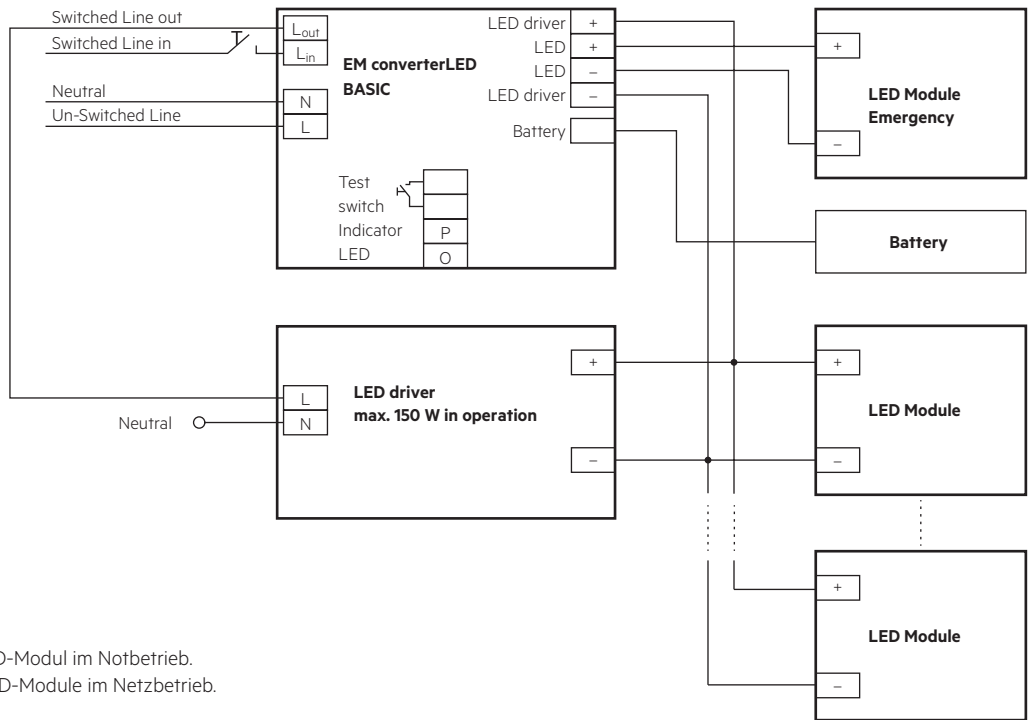 Switched Line out
Switched Line in
Neutral
Un-Switched Line
Lout
Lin
N
L
EM converterLED
BASIC
LED driver +
LED +
LED –
LED driver –
Battery
Test
switch
Indicator P
LED O
+
–
LED Module
Emergency
Battery
L
N
Neutral
LED driver
max. 150 W in operation
+
–
+
–
LED Module
+
–
LED Module
D-Modul im Notbetrieb.
D-Module im Netzbetrieb.